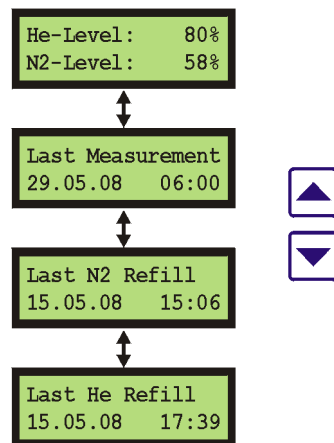 He-Level: 80%
N2-Level: 58%
Last Measurement
29.05.08 06:00
Last N2 Refill
15.05.08 15:06
Last He Refill
15.05.08 17:39